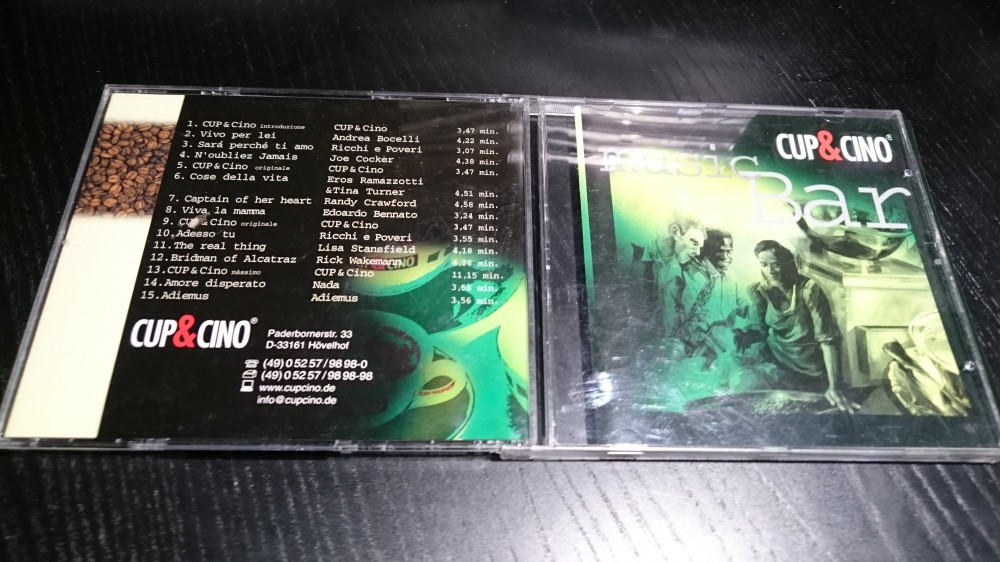 1. CUP&Cino introduzione CUP&Cino 3,47 min.
2. Vivo per lei Andrea Bocelli 4,22 min.
3. Sará perché ti amo Ricchi e Poveri 3,07 min.
4. N'oubliez Jamais Joe Cocker 4,38 min.
5. CUP&Cino originale CUP&Cino 3,47 min.
6. Cose della vita Eros Ramazzotti
&Tina Turner 4,51 min.
7. Captain of her heart Randy Crawford 4,58 min.
8. Viva la mamma Edoardo Bennato 3,24 min.
9. CUP&Cino originale CUP&Cino 3,47 min.
10.Adesso tu Ricchi e Poveri 3,55 min.
11.The real thing Lisa Stansfield 4,18 min.
12.Bridman of Alcatraz Rick Wakemann 4,26 min.
13.CUP&Cino mássimo CUP&Cino 11,15 min.
14.Amore disperato Nada 3,58 min.
15.Adiemus Adiemus 3,56 min.
CUP&CINO®
Paderbornerstr. 33
D-33161 Hövelhof
(49) 0 52 57 / 98 98-0
(49) 0 52 57 / 98 98-98
www.cupcino.de
info@cupcino.de
CUP&CINO®
music
Bar